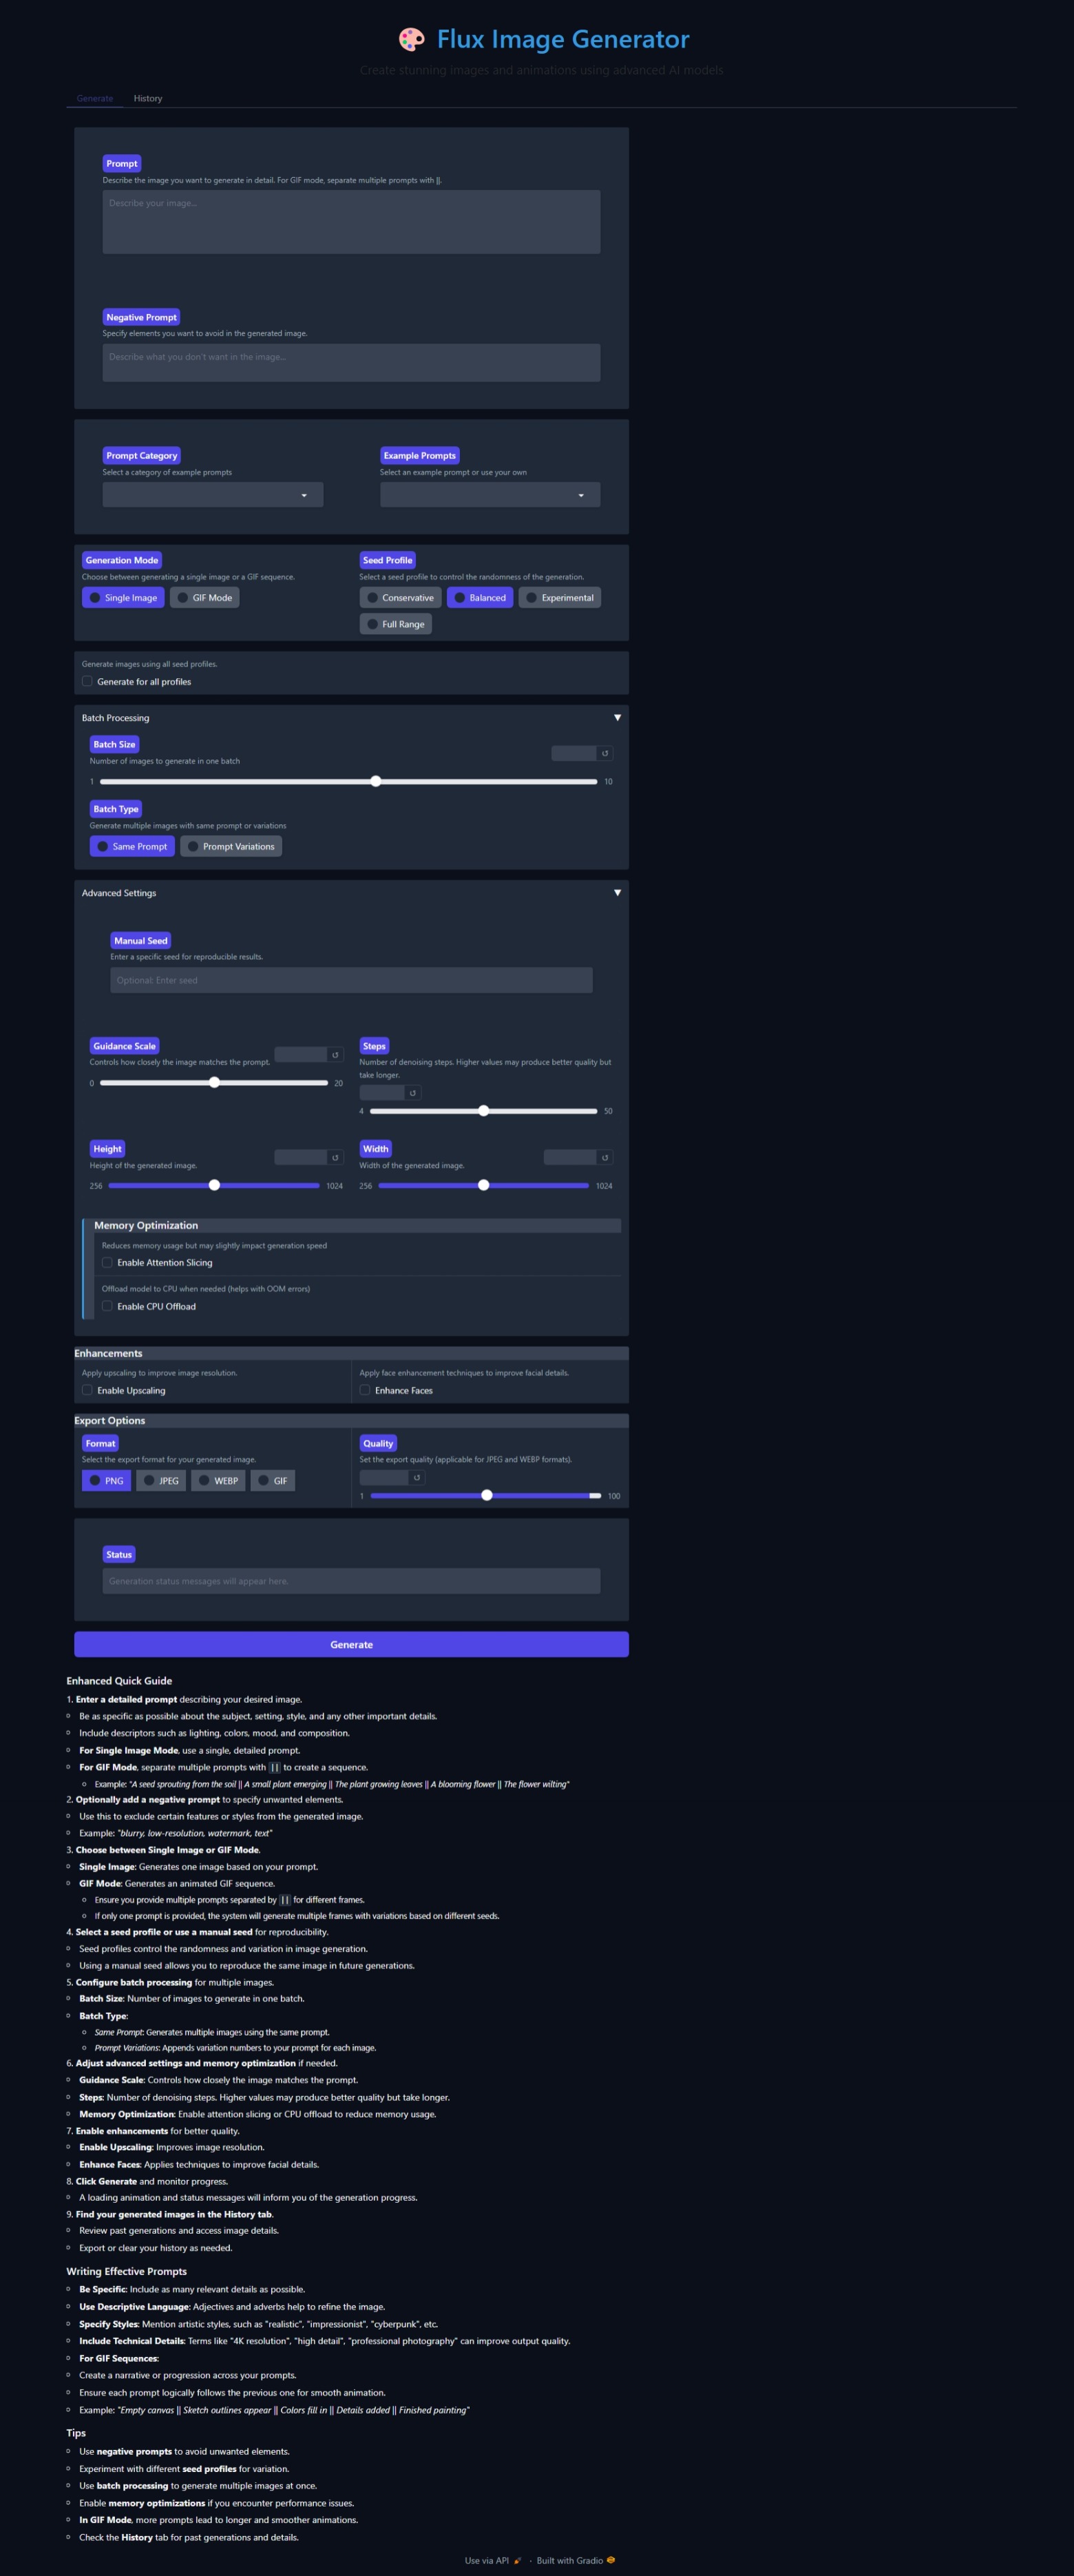 🎨 Flux Image Generator
Create stunning images and animations using advanced AI models
Generate History
Prompt
Describe the image you want to generate in detail. For GIF mode, separate multiple prompts with ||.
Describe your image...
Negative Prompt
Specify elements you want to avoid in the generated image.
Describe what you don't want in the image...
Prompt Category Example Prompts
Select a category of example prompts Select an example prompt or use your own
Generation Mode Seed Profile
Choose between generating a single image or a GIF sequence. Select a seed profile to control the randomness of the generation.
Single Image GIF Mode Conservative Balanced Experimental
Full Range
Generate images using all seed profiles.
Generate for all profiles
Batch Processing ▼
Batch Size
Number of images to generate in one batch ↺
1 10
Batch Type
Generate multiple images with same prompt or variations
Same Prompt Prompt Variations
Advanced Settings ▼
Manual Seed
Enter a specific seed for reproducible results.
Optional: Enter seed
Guidance Scale Steps
Controls how closely the image matches the prompt. ↺ Number of denoising steps. Higher values may produce better quality but
take longer.
↺
0 20
4 50
Height Width
Height of the generated image. ↺ Width of the generated image. ↺
256 1024 256 1024
Memory Optimization
Reduces memory usage but may slightly impact generation speed
Enable Attention Slicing
Offload model to CPU when needed (helps with OOM errors)
Enable CPU Offload
Enhancements
Apply upscaling to improve image resolution. Apply face enhancement techniques to improve facial details.
Enable Upscaling Enhance Faces
Export Options
Format Quality
Select the export format for your generated image. Set the export quality (applicable for JPEG and WEBP formats).
PNG JPEG WEBP GIF ↺
1 100
Status
Generation status messages will appear here.
Generate
Enhanced Quick Guide
1. Enter a detailed prompt describing your desired image.
Be as specific as possible about the subject, setting, style, and any other important details.
Include descriptors such as lighting, colors, mood, and composition.
For Single Image Mode, use a single, detailed prompt.
For GIF Mode, separate multiple prompts with || to create a sequence.
Example: "A seed sprouting from the soil || A small plant emerging || The plant growing leaves || A blooming flower || The flower wilting"
2. Optionally add a negative prompt to specify unwanted elements.
Use this to exclude certain features or styles from the generated image.
Example: "blurry, low-resolution, watermark, text"
3. Choose between Single Image or GIF Mode.
Single Image: Generates one image based on your prompt.
GIF Mode: Generates an animated GIF sequence.
Ensure you provide multiple prompts separated by || for different frames.
If only one prompt is provided, the system will generate multiple frames with variations based on different seeds.
4. Select a seed profile or use a manual seed for reproducibility.
Seed profiles control the randomness and variation in image generation.
Using a manual seed allows you to reproduce the same image in future generations.
5. Configure batch processing for multiple images.
Batch Size: Number of images to generate in one batch.
Batch Type:
Same Prompt: Generates multiple images using the same prompt.
Prompt Variations: Appends variation numbers to your prompt for each image.
6. Adjust advanced settings and memory optimization if needed.
Guidance Scale: Controls how closely the image matches the prompt.
Steps: Number of denoising steps. Higher values may produce better quality but take longer.
Memory Optimization: Enable attention slicing or CPU offload to reduce memory usage.
7. Enable enhancements for better quality.
Enable Upscaling: Improves image resolution.
Enhance Faces: Applies techniques to improve facial details.
8. Click Generate and monitor progress.
A loading animation and status messages will inform you of the generation progress.
9. Find your generated images in the History tab.
Review past generations and access image details.
Export or clear your history as needed.
Writing Effective Prompts
Be Specific: Include as many relevant details as possible.
Use Descriptive Language: Adjectives and adverbs help to refine the image.
Specify Styles: Mention artistic styles, such as "realistic", "impressionist", "cyberpunk", etc.
Include Technical Details: Terms like "4K resolution", "high detail", "professional photography" can improve output quality.
For GIF Sequences:
Create a narrative or progression across your prompts.
Ensure each prompt logically follows the previous one for smooth animation.
Example: "Empty canvas || Sketch outlines appear || Colors fill in || Details added || Finished painting"
Tips
Use negative prompts to avoid unwanted elements.
Experiment with different seed profiles for variation.
Use batch processing to generate multiple images at once.
Enable memory optimizations if you encounter performance issues.
In GIF Mode, more prompts lead to longer and smoother animations.
Check the History tab for past generations and details.
Use via API · Built with Gradio